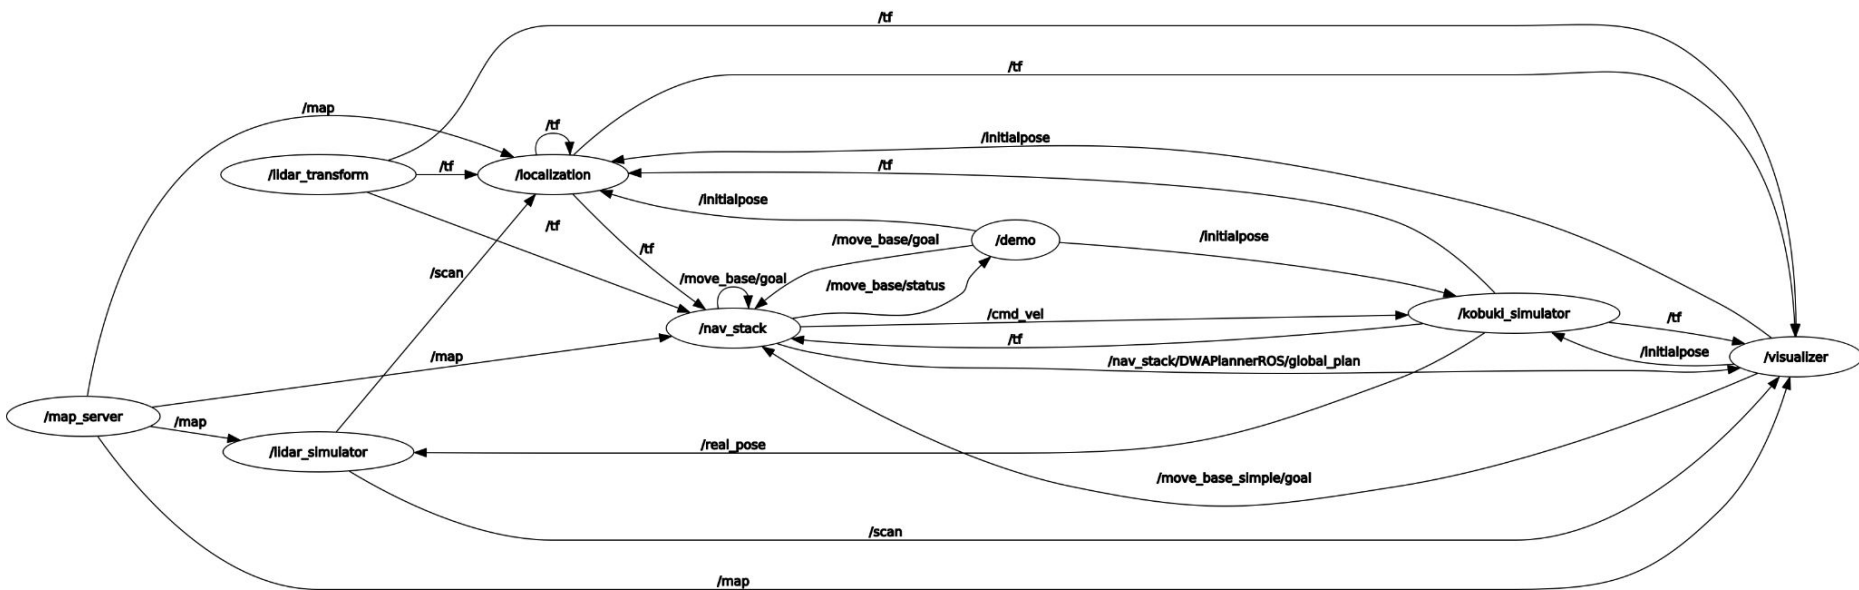 /tf
/tf
/map
/tf
/initialpose
/tf
/tf
/lidar_transform
/localization
/initialpose
/tf
/initialpose
/move_base/goal
/demo
/tf
/scan
/move_base/goal
/move_base/status
/cmd_vel
/kobuki_simulator
/tf
/nav_stack
/tf
/initialpose
/visualizer
/map
/nav_stack/DWAPlannerROS/global_plan
/map_server
/map
/lidar_simulator
/real_pose
/move_base_simple/goal
/scan
/map